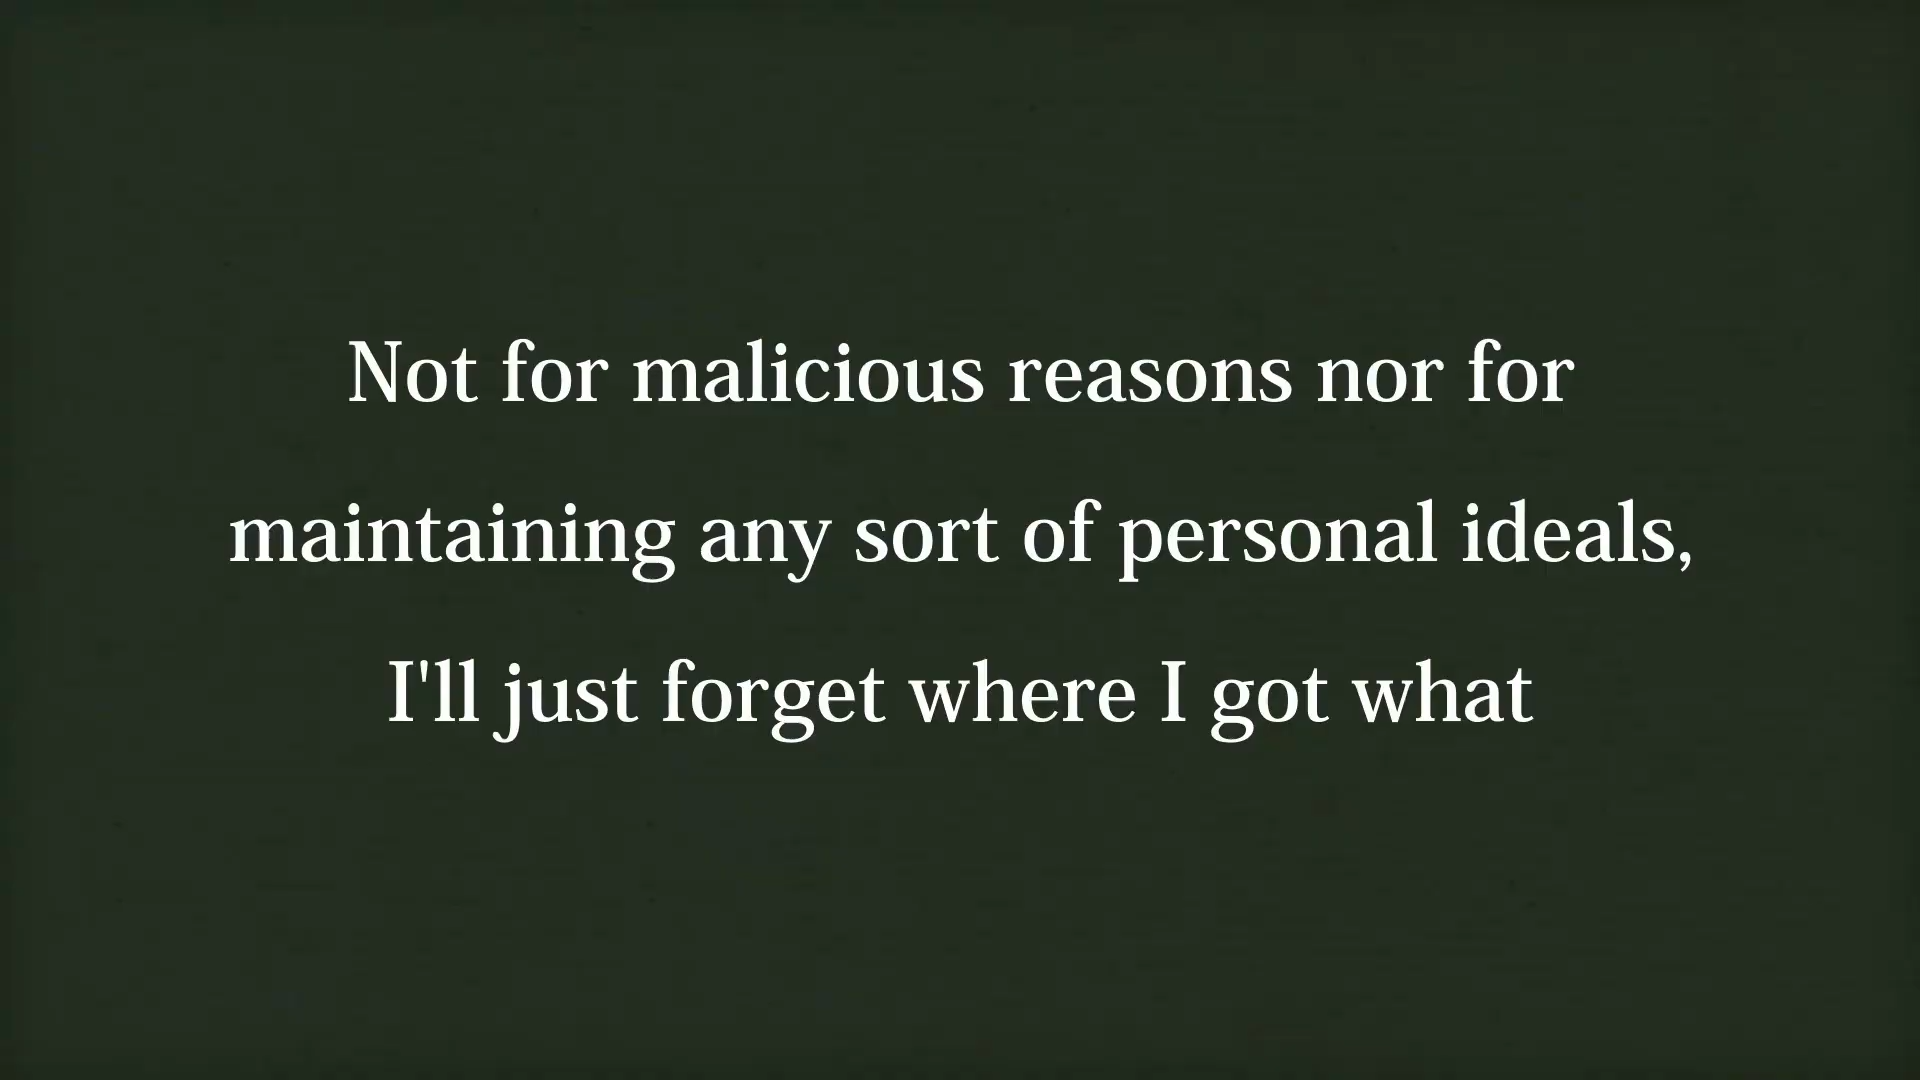 Not for malicious reasons nor for
maintaining any sort of personal ideals,
I'll just forget where I got what